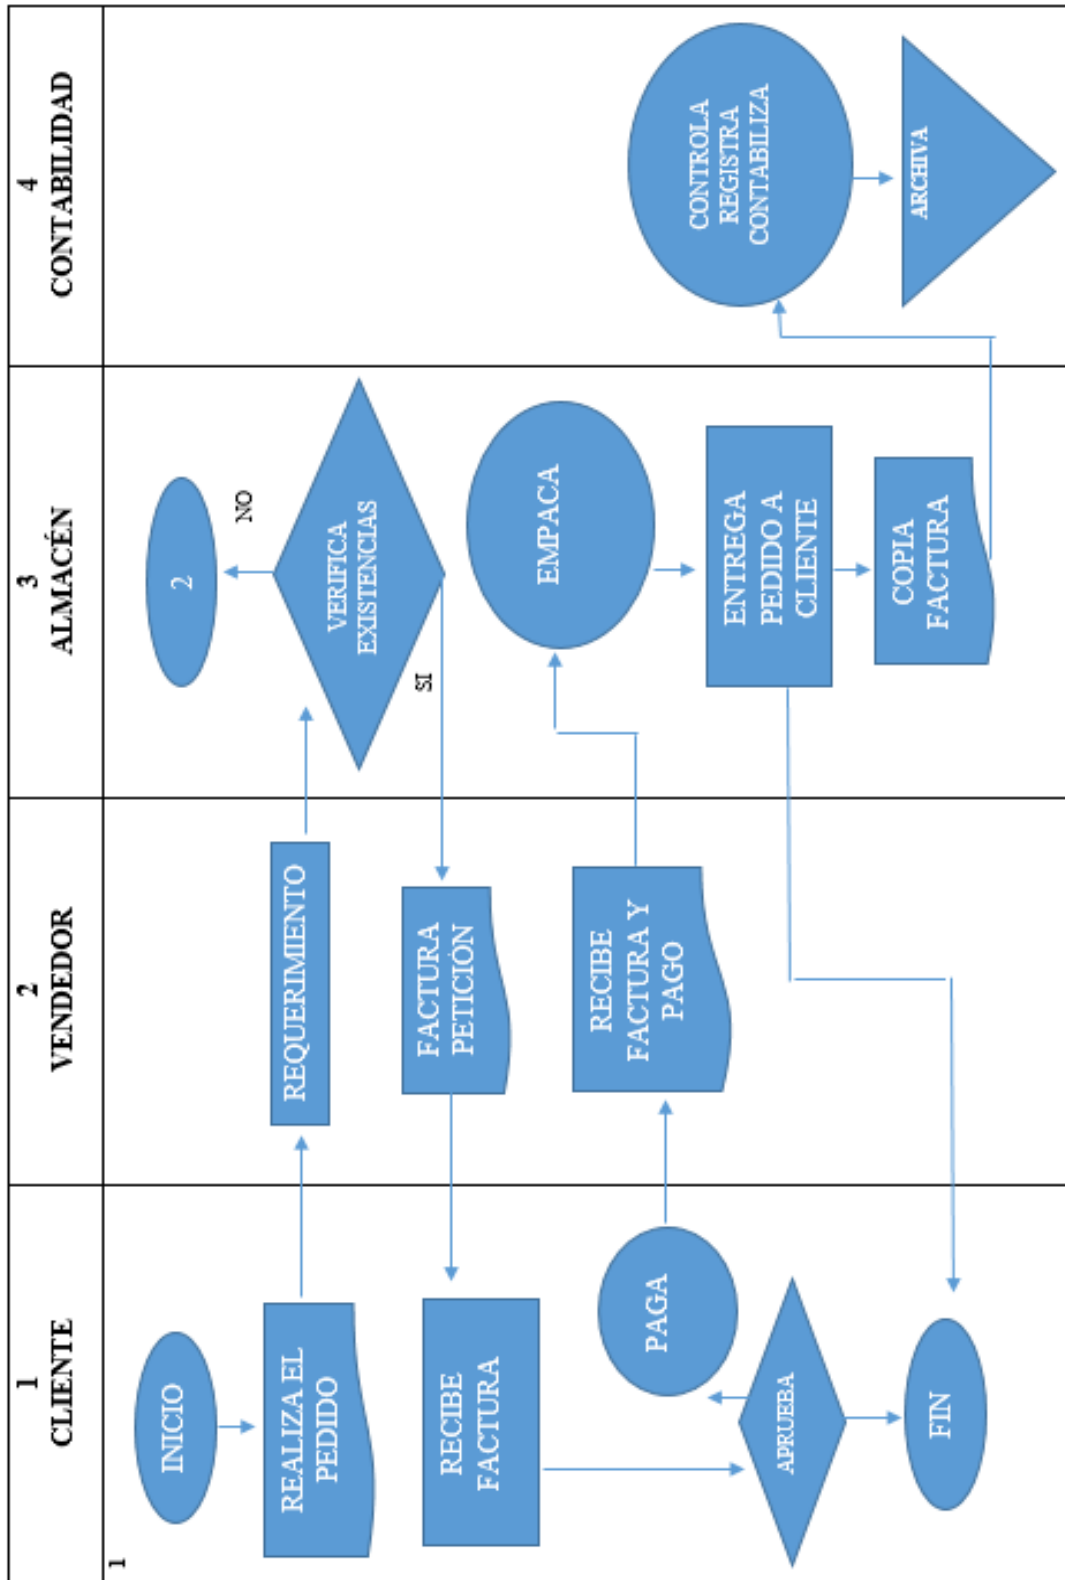 1
CLIENTE
2
VENDEDOR
3
ALMACÉN
4
CONTABILIDAD
1
INICIO
2
NO
REALIZA EL
PEDIDO
REQUERIMIENTO
VERIFICA
EXISTENCIAS
SI
RECIBE
FACTURA
FACTURA
PETICIÓN
EMPACA
PAGA
RECIBE
FACTURA Y
PAGO
ENTREGA
PEDIDO A
CLIENTE
CONTROLA
REGISTRA
CONTABILIZA
APRUEBA
COPIA
FACTURA
ARCHIVA
FIN